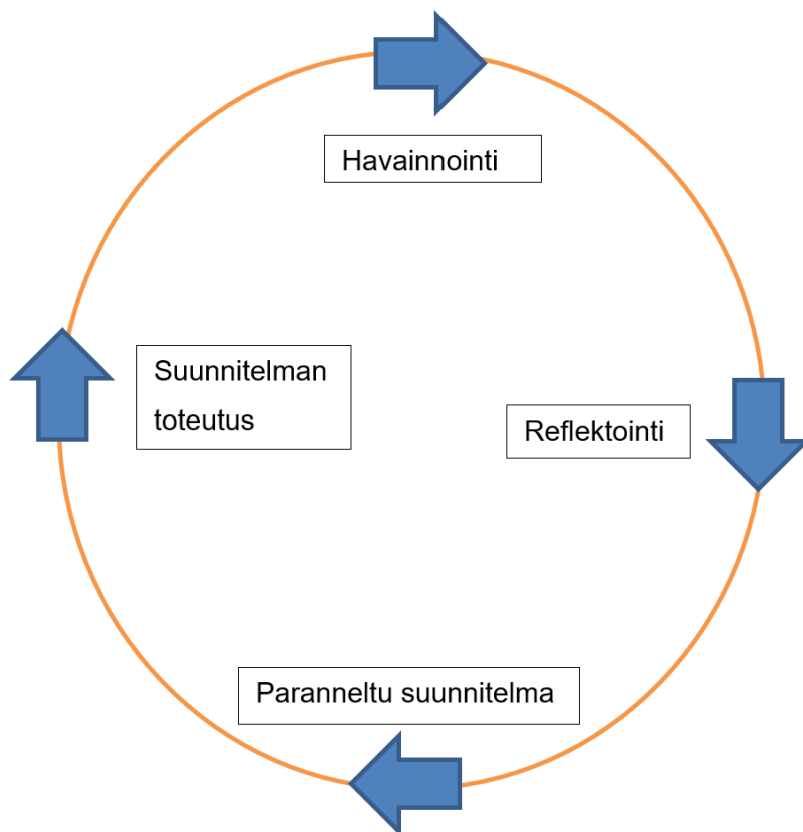 Havainnointi
Suunnitelman
toteutus
Reflektointi
Paranneltu suunnitelma